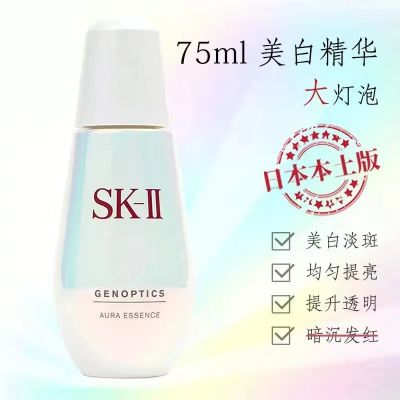 75ml 美白精华
大灯泡
日本本土版
SK-II
GENOPTICS
AURA ESSENCE
美白淡斑
均匀提亮
提升透明
暗沉发红